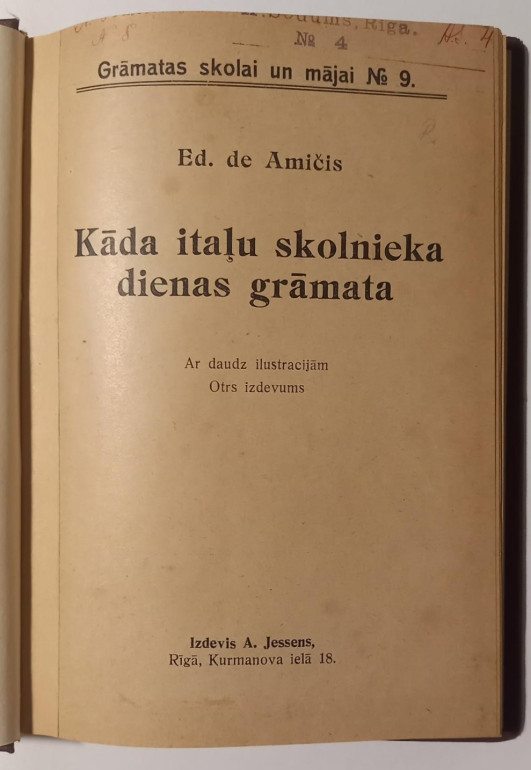 Rīga.
№ 4
Grāmatas skolai un mājai № 9.
Ed. de Amičis
Kāda itaļu skolnieka
dienas grāmata
Ar daudz ilustracijām
Otrs izdevums
Izdevis A. Jessens,
Rīgā, Kurmanova ielā 18.